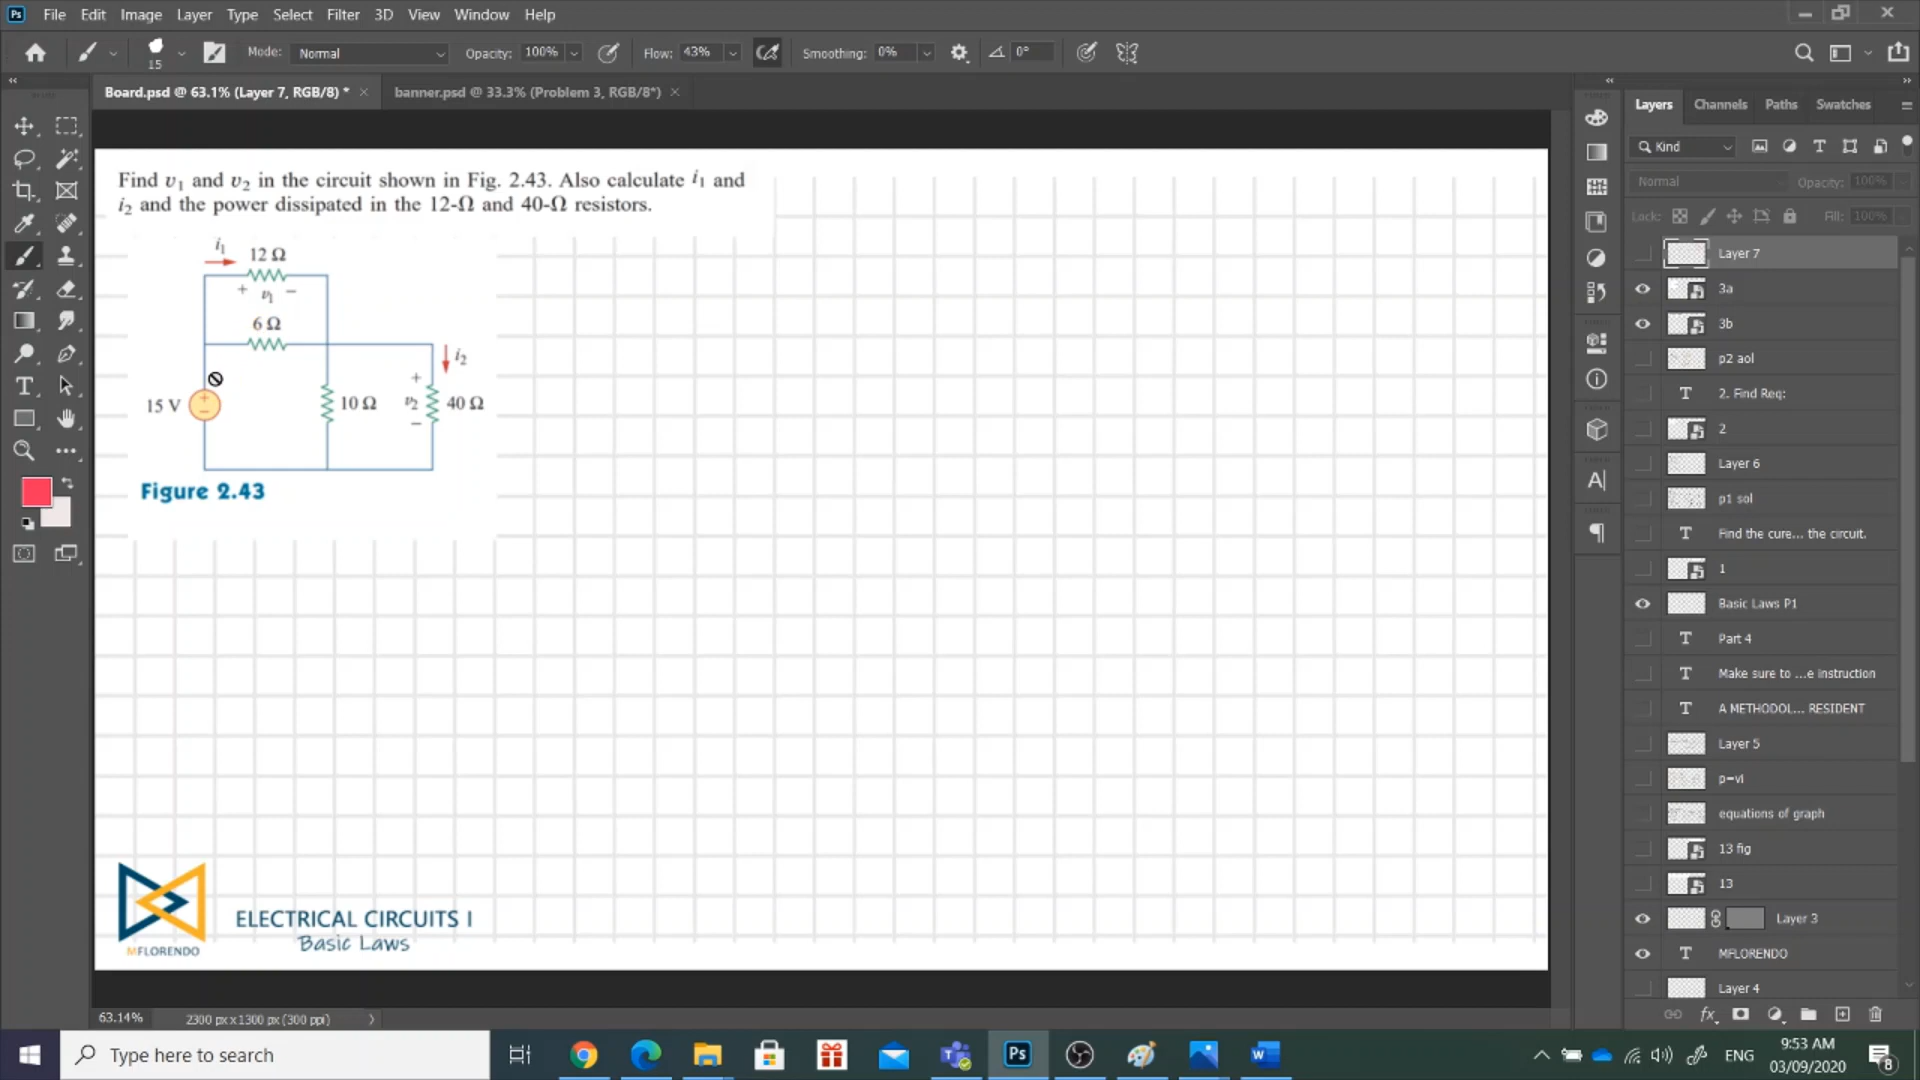 Ps File Edit Image Layer Type Select Filter 3D View Window Help
15 Mode: Normal Opacity: 100% Flow: 43% Smoothing: 0% 0°
Board.psd @ 63.1% (Layer 7, RGB/8) * × banner.psd @ 33.3% (Problem 3, RGB/8*) ×
Layers Channels Paths Swatches
Kind
Normal Opacity: 100%
Lock: Fill: 100%
Layer 7
3a
3b
p2 aol
2. Find Req:
2
Layer 6
p1 sol
Find the cure... the circuit.
1
Basic Laws P1
Part 4
Make sure to ...e instruction
A METHODOL... RESIDENT
Layer 5
p=vi
equations of graph
13 fig
13
Layer 3
MFLORENDO
Layer 4
Find v1 and v2 in the circuit shown in Fig. 2.43. Also calculate i1 and
i2 and the power dissipated in the 12-Ω and 40-Ω resistors.
i1 12 Ω
+ v1 −
6 Ω
i2
+
15 V 10 Ω v2 40 Ω
−
Figure 2.43
ELECTRICAL CIRCUITS I
Basic Laws
MFLORENDO
63.14% 2300 px x 1300 px (300 ppi)
Type here to search
ENG
9:53 AM
03/09/2020
8